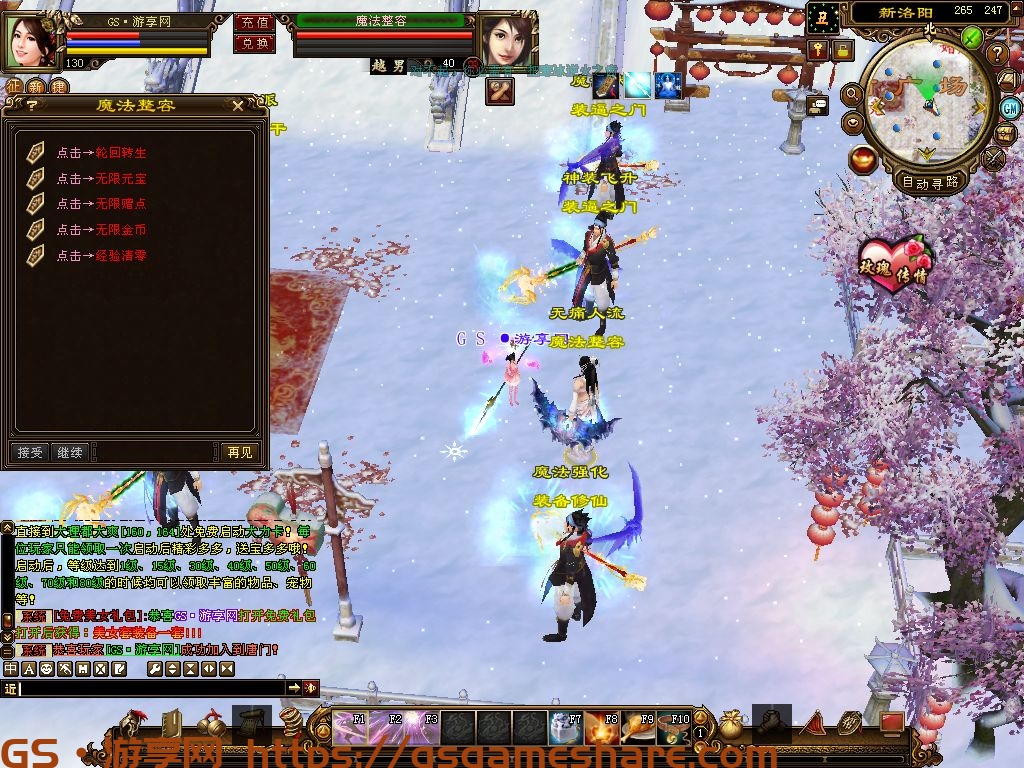 GS·游享网
130
充值
兑换
魔法整容
40
越男
丑
新洛阳 265 247
北
GM
自动寻路
正 新
魔法整容
点击→轮回转生
点击→无限元宝
点击→无限赠点
点击→无限金币
点击→经验清零
接受 继续 再见
装逼之门
神装飞升
装逼之门
无痛人流
GS
游享网
魔法整容
魔法强化
装备修仙
玫瑰传情
直接到大理都大爽[160，164]处免费启动大力卡！每
位玩家只能领取一次启动后精彩多多，送宝多多哦！
启动后，等级达到1级、15级、30级、40级、50级、60
级、70级和80级的时候均可以领取丰富的物品、宠物
等！
系统 [免费美女礼包]:恭喜GS·游享网打开免费礼包
打开后获得：美女套装备一套!!!
系统 恭喜玩家[GS·游享网]成功加入到唐门！
中 A
近
F1 F2 F3 F7 F8 F9 F10 1
GS·游享网 https://gsgameshare.com